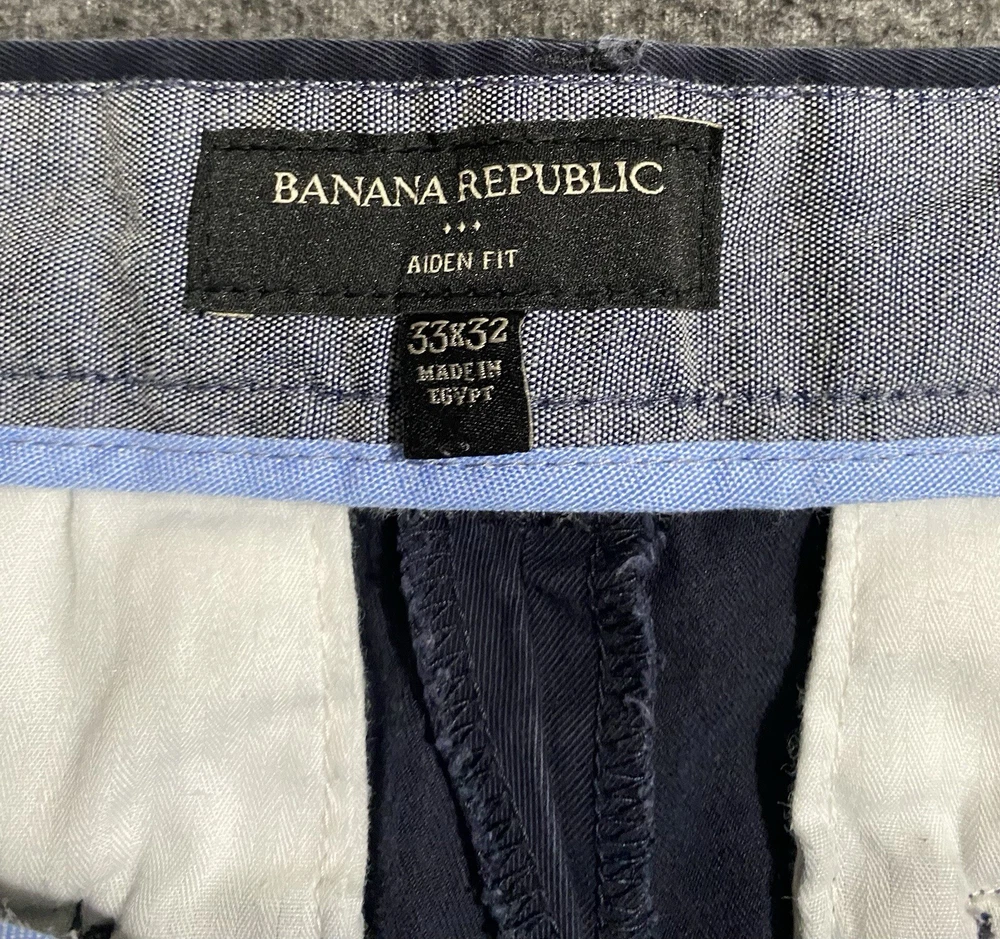 BANANA REPUBLIC
AIDEN FIT
33X32
MADE IN
EGYPT